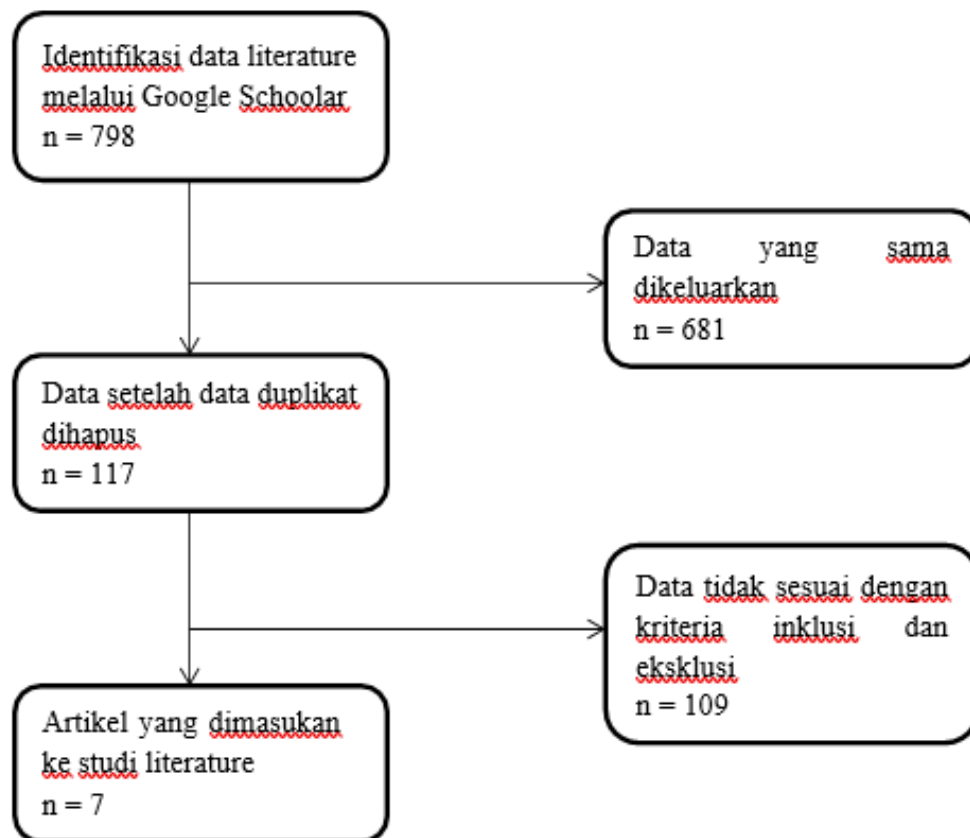 Identifikasi data literature
melalui Google Schoolar
n = 798
Data yang sama
dikeluarkan
n = 681
Data setelah data duplikat
dihapus
n = 117
Data tidak sesuai dengan
kriteria inklusi dan
eksklusi
n = 109
Artikel yang dimasukan
ke studi literature
n = 7